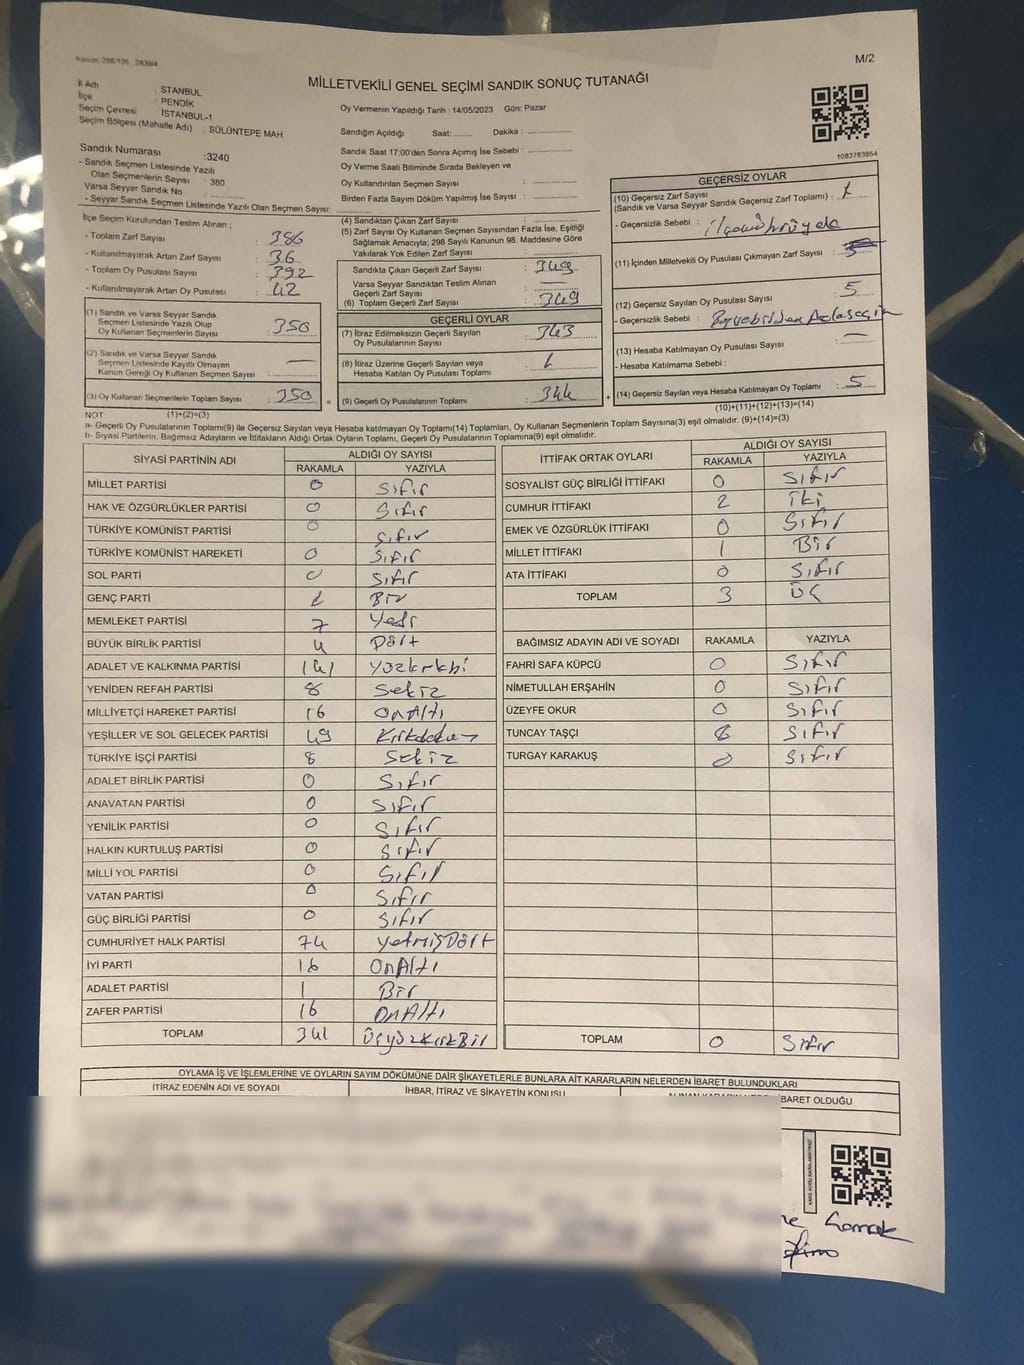 Kanun: 298/105, 2839/4
M/2
MİLLETVEKİLİ GENEL SEÇİMİ SANDIK SONUÇ TUTANAĞI
İl Adı : İSTANBUL
İlçe : PENDİK
Seçim Çevresi : İSTANBUL-1
Seçim Bölgesi (Mahalle Adı) : SÜLÜNTEPE MAH
Sandık Numarası :3240
- Sandık Seçmen Listesinde Yazılı
Olan Seçmenlerin Sayısı : 380
Varsa Seyyar Sandık No
- Seyyar Sandık Seçmen Listesinde Yazılı Olan Seçmen Sayısı:
Oy Vermenin Yapıldığı Tarih : 14/05/2023 Gün: Pazar
Sandığın Açıldığı Saat: Dakika :
Sandık Saat 17:00'den Sonra Açımış İse Sebebi :
Oy Verme Saati Bitiminde Sırada Bekleyen ve
Oy Kullandırılan Seçmen Sayısı :
Birden Fazla Sayım Döküm Yapılmış İse Sayısı :
1083783954
İlçe Seçim Kurulundan Teslim Alınan ;
- Toplam Zarf Sayısı : 386
- Kullanılmayarak Artan Zarf Sayısı : 36
- Toplam Oy Pusulası Sayısı : 392
- Kullanılmayarak Artan Oy Pusulası : 42
(1) Sandık ve Varsa Seyyar Sandık
Seçmen Listesinde Yazılı Olup
Oy Kullanan Seçmenlerin Sayısı : 350
(2) Sandık ve Varsa Seyyar Sandık
Seçmen Listesinde Kayıtlı Olmayan
Kanun Gereği Oy Kullanan Seçmen Sayısı : —
(3) Oy Kullanan Seçmenlerin Toplam Sayısı : 350
(1)+(2)=(3)
(4) Sandıktan Çıkan Zarf Sayısı :
(5) Zarf Sayısı Oy Kullanan Seçmen Sayısından Fazla İse, Eşitliği
Sağlamak Amacıyla; 298 Sayılı Kanunun 98. Maddesine Göre
Yakılarak Yok Edilen Zarf Sayısı :
Sandıkta Çıkan Geçerli Zarf Sayısı : 349
Varsa Seyyar Sandıktan Teslim Alınan
Geçerli Zarf Sayısı : —
(6) Toplam Geçerli Zarf Sayısı : 349
GEÇERLİ OYLAR
(7) İtiraz Edilmeksizin Geçerli Sayılan
Oy Pusulalarının Sayısı : 343
(8) İtiraz Üzerine Geçerli Sayılan veya
Hesaba Katılan Oy Pusulası Toplamı : 1
(9) Geçerli Oy Pusulalarının Toplamı : 344
GEÇERSİZ OYLAR
(10) Geçersiz Zarf Sayısı
(Sandık ve Varsa Seyyar Sandık Geçersiz Zarf Toplamı) : 1
- Geçersizlik Sebebi :
(11) İçinden Milletvekili Oy Pusulası Çıkmayan Zarf Sayısı :
(12) Geçersiz Sayılan Oy Pusulası Sayısı : 5
- Geçersizlik Sebebi :
(13) Hesaba Katılmayan Oy Pusulası Sayısı : —
- Hesaba Katılmama Sebebi :
(14) Geçersiz Sayılan veya Hesaba Katılmayan Oy Toplamı : 5
(10)+(11)+(12)+(13)=(14)
NOT
a- Geçerli Oy Pusulalarının Toplamı(9) ile Geçersiz Sayılan veya Hesaba katılmayan Oy Toplamı(14) Toplamları, Oy Kullanan Seçmenlerin Toplam Sayısına(3) eşit olmalıdır. (9)+(14)=(3)
b- Siyasi Partilerin, Bağımsız Adayların ve İttifakların Aldığı Ortak Oyların Toplamı, Geçerli Oy Pusulalarının Toplamına(9) eşit olmalıdır.
SİYASİ PARTİNİN ADI ALDIĞI OY SAYISI
RAKAMLA YAZIYLA
MİLLET PARTİSİ 0 Sıfır
HAK VE ÖZGÜRLÜKLER PARTİSİ 0 Sıfır
TÜRKİYE KOMÜNİST PARTİSİ 0 Sıfır
TÜRKİYE KOMÜNİST HAREKETİ 0 Sıfır
SOL PARTİ 0 Sıfır
GENÇ PARTİ 1 Bir
MEMLEKET PARTİSİ 7 Yedi
BÜYÜK BİRLİK PARTİSİ 4 Dört
ADALET VE KALKINMA PARTİSİ 141
YENİDEN REFAH PARTİSİ 8 Sekiz
MİLLİYETÇİ HAREKET PARTİSİ 16 OnAltı
YEŞİLLER VE SOL GELECEK PARTİSİ 49 Kırkdokuz
TÜRKİYE İŞÇİ PARTİSİ 8 Sekiz
ADALET BİRLİK PARTİSİ 0 Sıfır
ANAVATAN PARTİSİ 0 Sıfır
YENİLİK PARTİSİ 0 Sıfır
HALKIN KURTULUŞ PARTİSİ 0 Sıfır
MİLLİ YOL PARTİSİ 0 Sıfır
VATAN PARTİSİ 0 Sıfır
GÜÇ BİRLİĞİ PARTİSİ 0 Sıfır
CUMHURİYET HALK PARTİSİ 74 YetmişDört
İYİ PARTİ 16 OnAltı
ADALET PARTİSİ 1 Bir
ZAFER PARTİSİ 16 OnAltı
TOPLAM 341 ÜçyüzKırkBir
İTTİFAK ORTAK OYLARI ALDIĞI OY SAYISI
RAKAMLA YAZIYLA
SOSYALİST GÜÇ BİRLİĞİ İTTİFAKI 0 Sıfır
CUMHUR İTTİFAKI 2 İki
EMEK VE ÖZGÜRLÜK İTTİFAKI 0 Sıfır
MİLLET İTTİFAKI 1 Bir
ATA İTTİFAKI 0 Sıfır
TOPLAM 3 Üç
BAĞIMSIZ ADAYIN ADI VE SOYADI RAKAMLA YAZIYLA
FAHRİ SAFA KÜPCÜ 0 Sıfır
NİMETULLAH ERŞAHİN 0 Sıfır
ÜZEYFE OKUR 0 Sıfır
TUNCAY TAŞÇI 0 Sıfır
TURGAY KARAKUŞ 0 Sıfır
TOPLAM 0 Sıfır
OYLAMA İŞ VE İŞLEMLERİNE VE OYLARIN SAYIM DÖKÜMÜNE DAİR ŞİKAYETLERLE BUNLARA AİT KARARLARIN NELERDEN İBARET BULUNDUKLARI
İTİRAZ EDENİN ADI VE SOYADI İHBAR, İTİRAZ VE ŞİKAYETİN KONUSU İBARET OLDUĞU